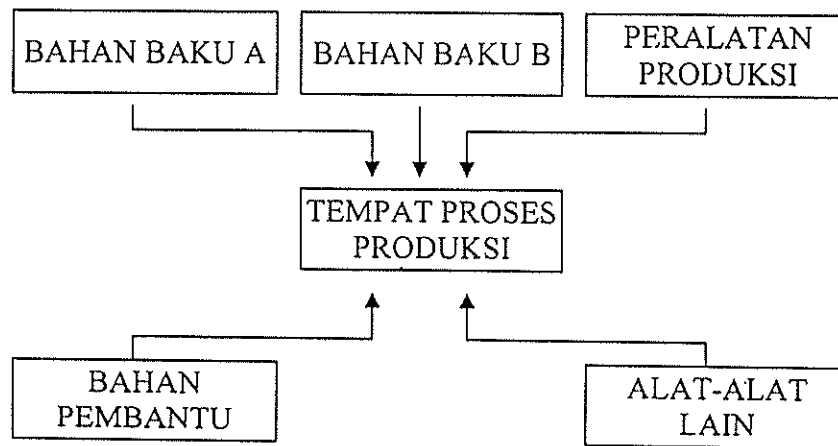 BAHAN BAKU A
BAHAN BAKU B
PERALATAN
PRODUKSI
TEMPAT PROSES
PRODUKSI
BAHAN
PEMBANTU
ALAT-ALAT
LAIN